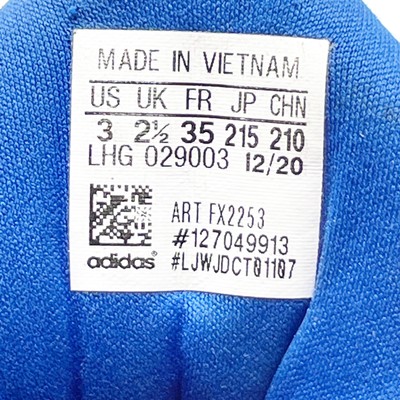 MADE IN VIETNAM
US UK FR JP CHN
3 2½ 35 215 210
LHG 029003 12/20
ART FX2253
#127049913
adidas® #LJWJDCT01107